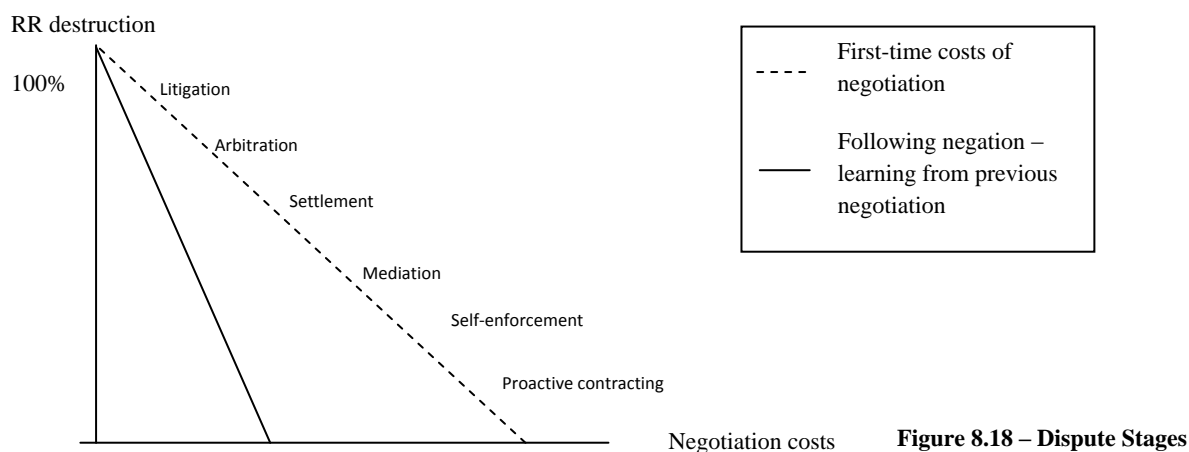 RR destruction
100%
Litigation
Arbitration
Settlement
Mediation
Self-enforcement
Proactive contracting
Negotiation costs
First-time costs of
negotiation
Following negation –
learning from previous
negotiation
Figure 8.18 – Dispute Stages